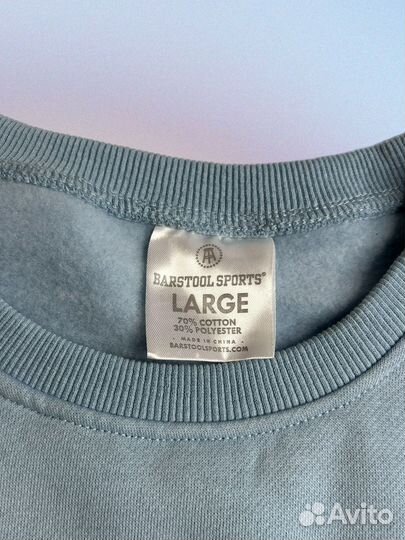 BARSTOOL SPORTS®
LARGE
70% COTTON
30% POLYESTER
- MADE IN CHINA -
BARSTOOLSPORTS.COM
Avito